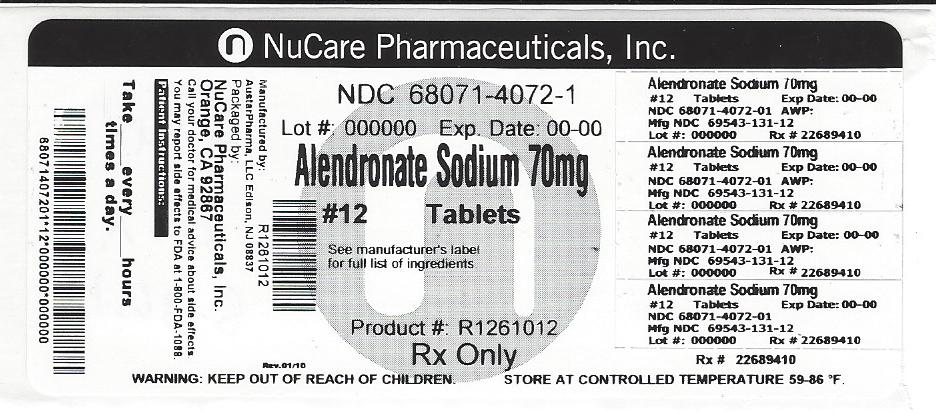 n NuCare Pharmaceuticals, Inc.
NDC 68071-4072-1
Lot #: 000000 Exp. Date: 00-00
Alendronate Sodium 70mg
#12 Tablets
See manufacturer's label
for full list of ingredients
Product #: R1261012
Rx Only
Rev.01/10
WARNING: KEEP OUT OF REACH OF CHILDREN. STORE AT CONTROLLED TEMPERATURE 59-86 °F.
Manufactured by:
AustarPharma, LLC Edison, NJ 08837
Packaged by:
NuCare Pharmaceuticals, Inc.
Orange, CA 92867
Call your doctor for medical advice about side effects
You may report side effects to FDA at 1-800-FDA-1088.
Patient Instructions:
Take ____ every ____ hours
____ times a day.
R1261012
68071407201*12*000000*000000
Alendronate Sodium 70mg
#12 Tablets Exp Date: 00-00
NDC 68071-4072-01 AWP:
Mfg NDC 69543-131-12
Lot #: 000000 Rx # 22689410
Alendronate Sodium 70mg
#12 Tablets Exp Date: 00-00
NDC 68071-4072-01 AWP:
Mfg NDC 69543-131-12
Lot #: 000000 Rx # 22689410
Alendronate Sodium 70mg
#12 Tablets Exp Date: 00-00
NDC 68071-4072-01 AWP:
Mfg NDC 69543-131-12
Lot #: 000000 Rx # 22689410
Alendronate Sodium 70mg
#12 Tablets Exp Date: 00-00
NDC 68071-4072-01
Mfg NDC 69543-131-12
Lot #: 000000 Rx # 22689410
Rx # 22689410